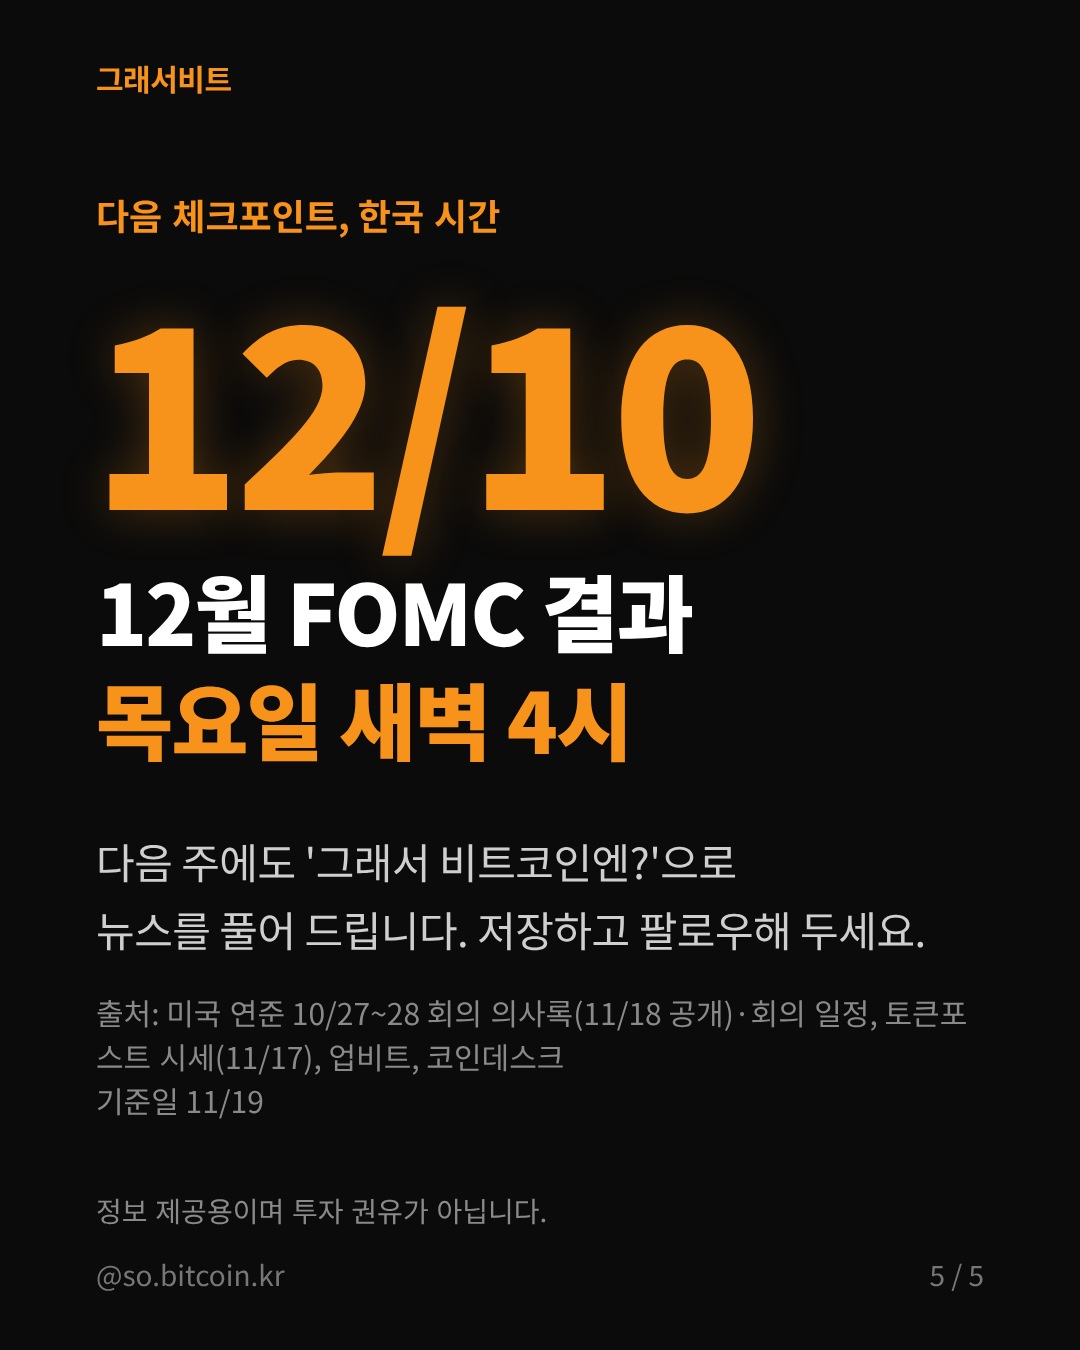 그래서비트
다음 체크포인트, 한국 시간
12/10
12월 FOMC 결과
목요일 새벽 4시
다음 주에도 '그래서 비트코인엔?'으로
뉴스를 풀어 드립니다. 저장하고 팔로우해 두세요.
출처: 미국 연준 10/27~28 회의 의사록(11/18 공개)·회의 일정, 토큰포
스트 시세(11/17), 업비트, 코인데스크
기준일 11/19
정보 제공용이며 투자 권유가 아닙니다.
@so.bitcoin.kr
5 / 5